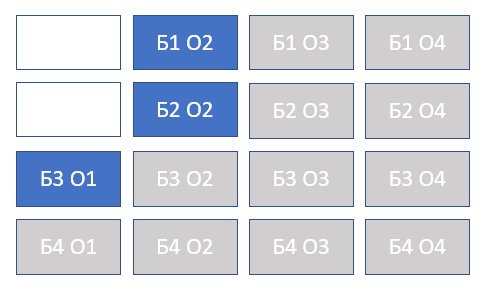 Б1 О2 Б1 О3 Б1 О4
Б2 О2 Б2 О3 Б2 О4
Б3 О1 Б3 О2 Б3 О3 Б3 О4
Б4 О1 Б4 О2 Б4 О3 Б4 О4